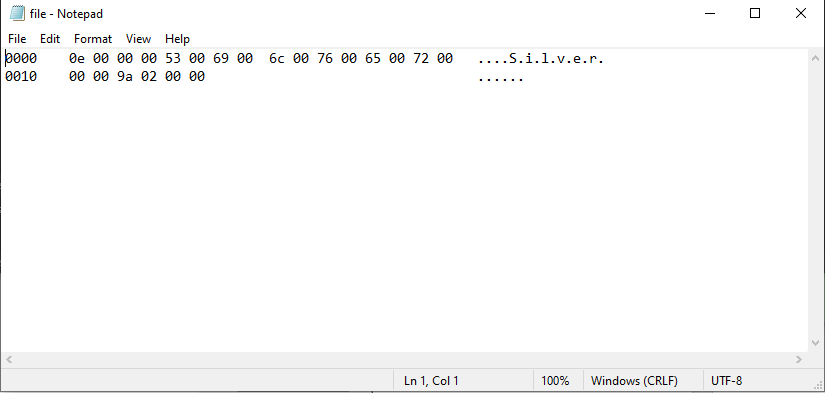 file - Notepad
File Edit Format View Help
0000    0e 00 00 00 53 00 69 00  6c 00 76 00 65 00 72 00   ....S.i.l.v.e.r.
0010    00 00 9a 02 00 00                                  ......
Ln 1, Col 1 100% Windows (CRLF) UTF-8